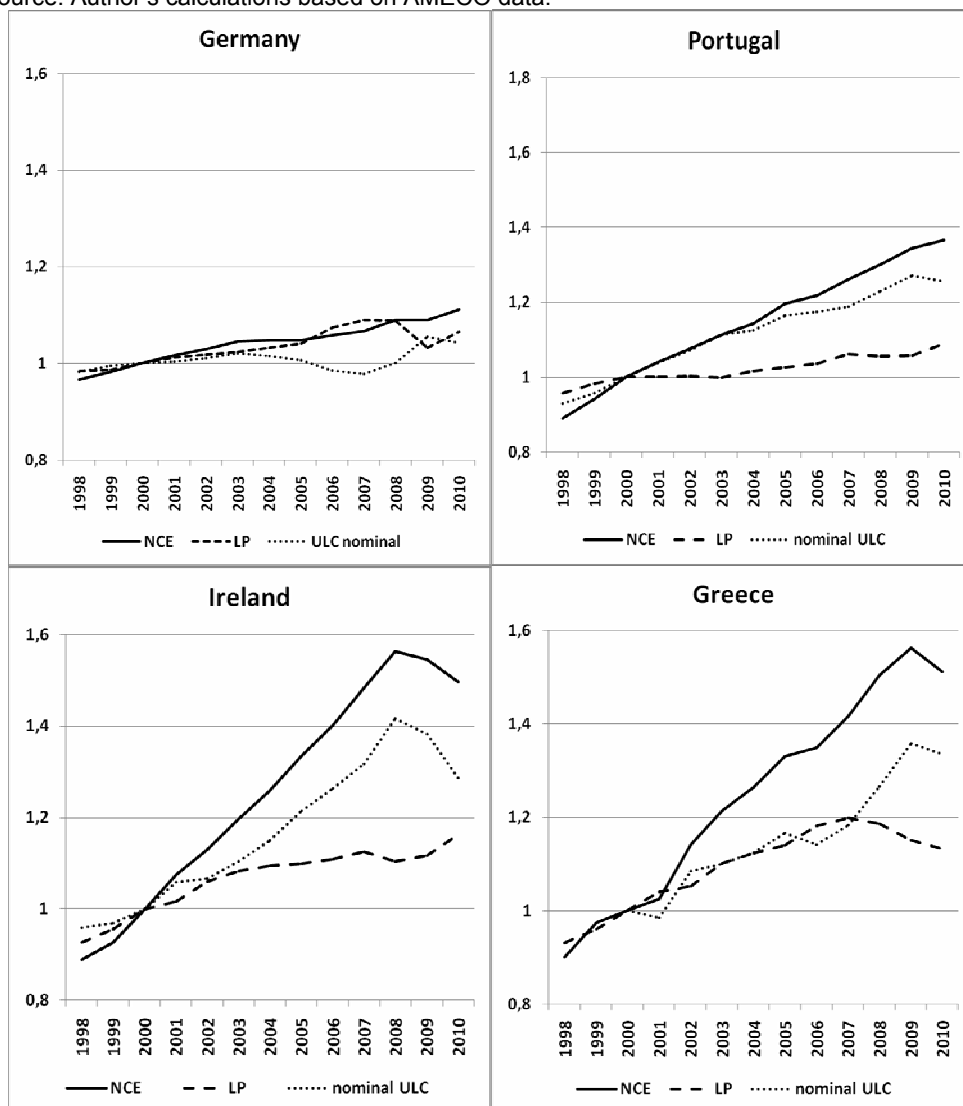 ource: Author's calculations based on AMECO data.
Germany
1,6
1,4
1,2
1
0,8
1998 1999 2000 2001 2002 2003 2004 2005 2006 2007 2008 2009 2010
NCE LP ULC nominal
Portugal
1,8
1,6
1,4
1,2
1
0,8
1998 1999 2000 2001 2002 2003 2004 2005 2006 2007 2008 2009 2010
NCE LP nominal ULC
Ireland
1,6
1,4
1,2
1
0,8
1998 1999 2000 2001 2002 2003 2004 2005 2006 2007 2008 2009 2010
NCE LP nominal ULC
Greece
1,6
1,4
1,2
1
0,8
1998 1999 2000 2001 2002 2003 2004 2005 2006 2007 2008 2009 2010
NCE LP nominal ULC